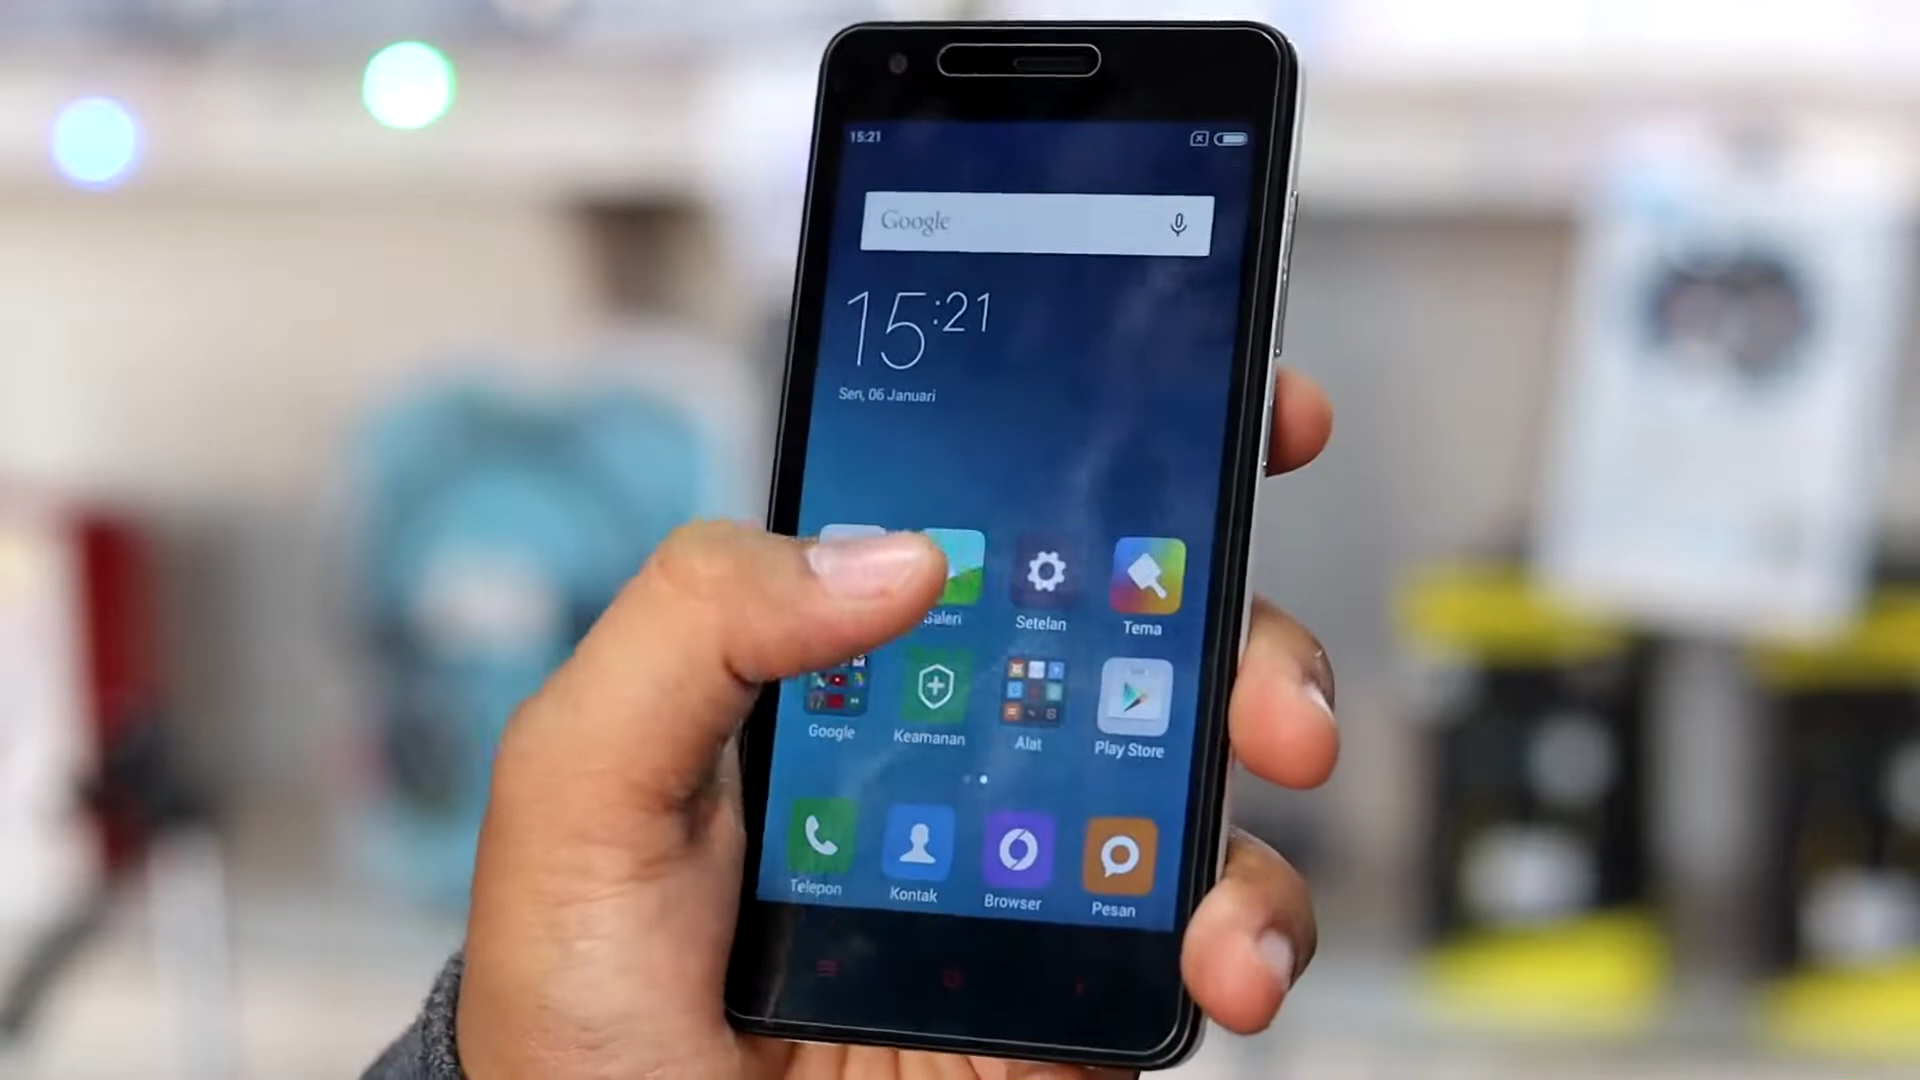 15:21
Google
15:21
Sen, 06 Januari
Galeri
Setelan
Tema
Google
Keamanan
Alat
Play Store
Telepon
Kontak
Browser
Pesan